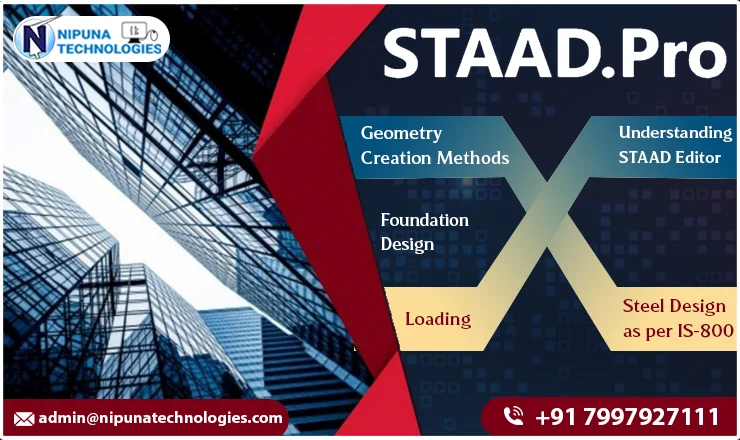 NIPUNA
TECHNOLOGIES
STAAD.Pro
Geometry
Creation Methods
Understanding
STAAD Editor
Foundation
Design
Loading
Steel Design
as per IS-800
admin@nipunatechnologies.com
+91 7997927111